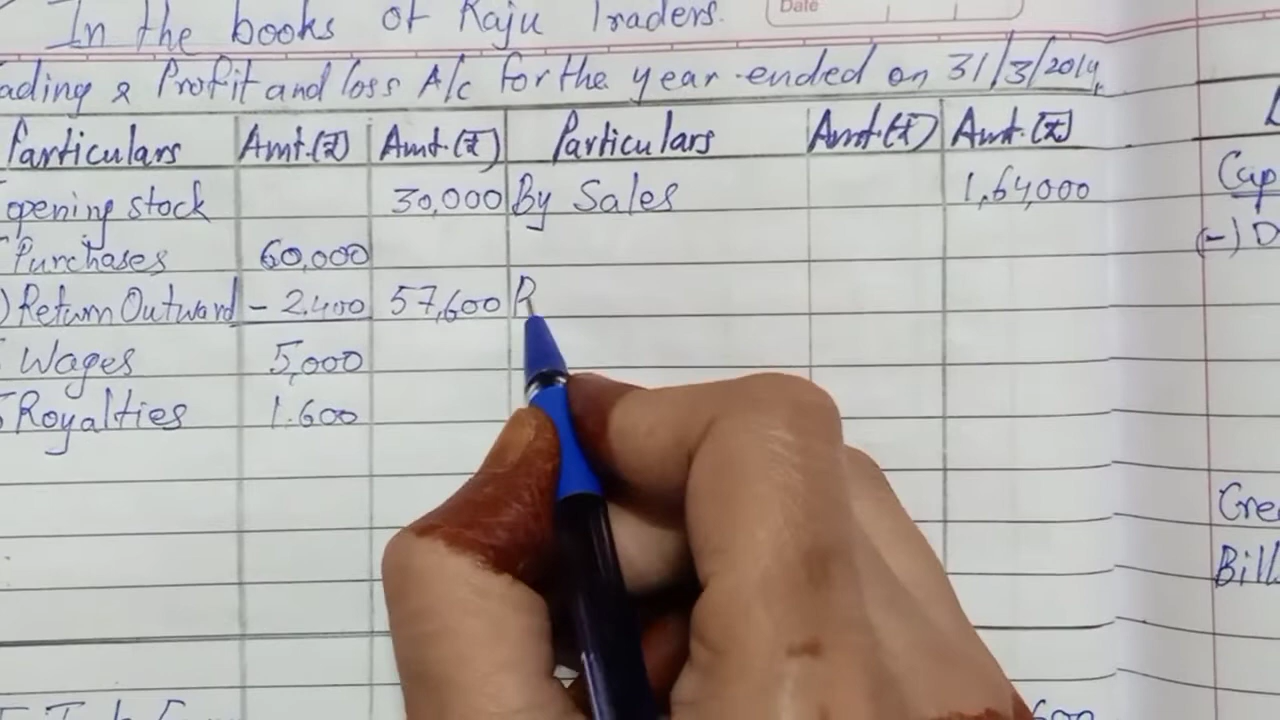 In the books of Raju Traders.
Date
ading & Profit and loss A/c for the year ended on 31/3/2019
Particulars Amt.(₹) Amt.(₹) Particulars Amt.(₹) Amt.(₹)
opening stock 30,000 By Sales 1,64,000
Purchases 60,000
) Return Outward - 2,400 57,600 R
Wages 5,000
Royalties 1.600
Cap
(-) D
Cre
Bill